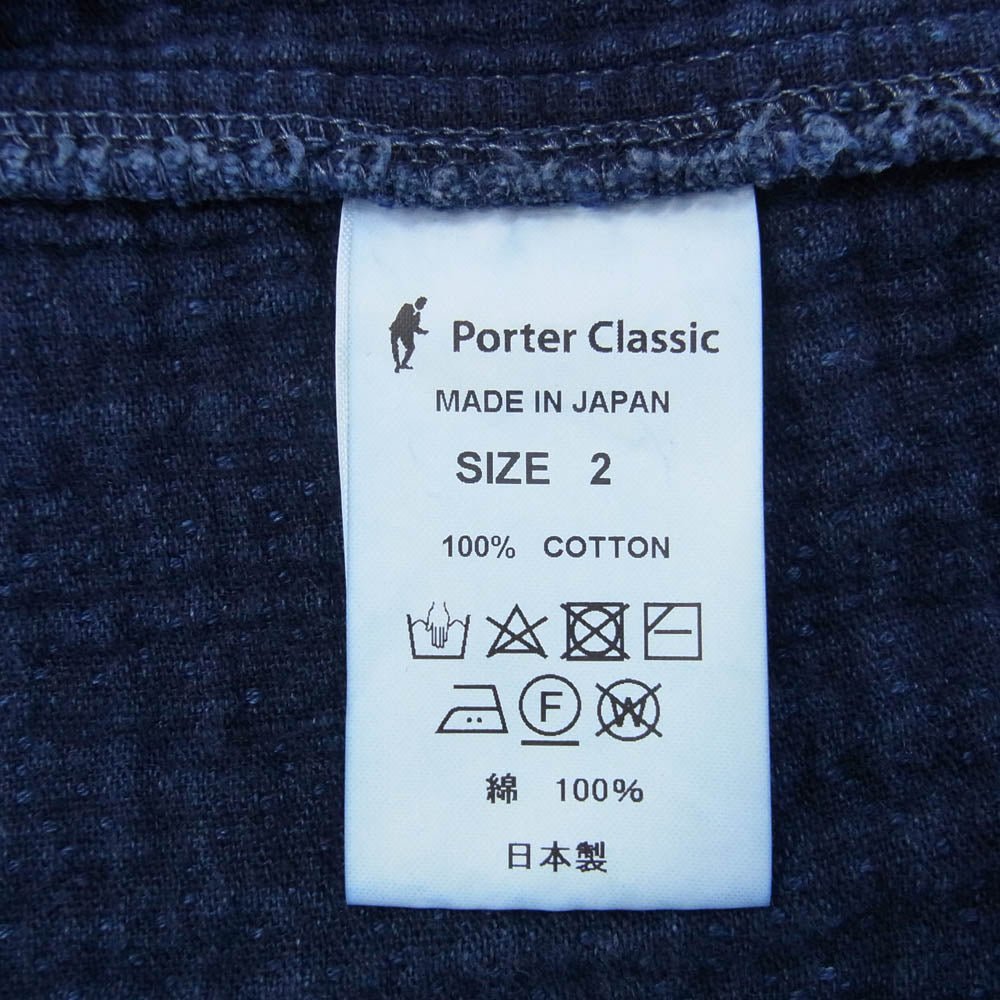 Porter Classic
MADE IN JAPAN
SIZE 2
100% COTTON
F W
綿 100%
日本製